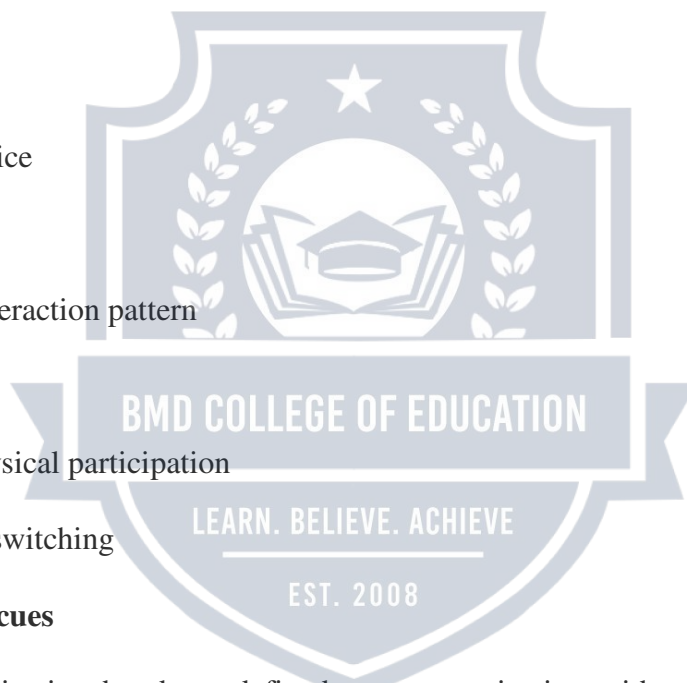 ice
eraction pattern
BMD COLLEGE OF EDUCATION
sical participation
LEARN. BELIEVE. ACHIEVE
switching
EST. 2008
cues